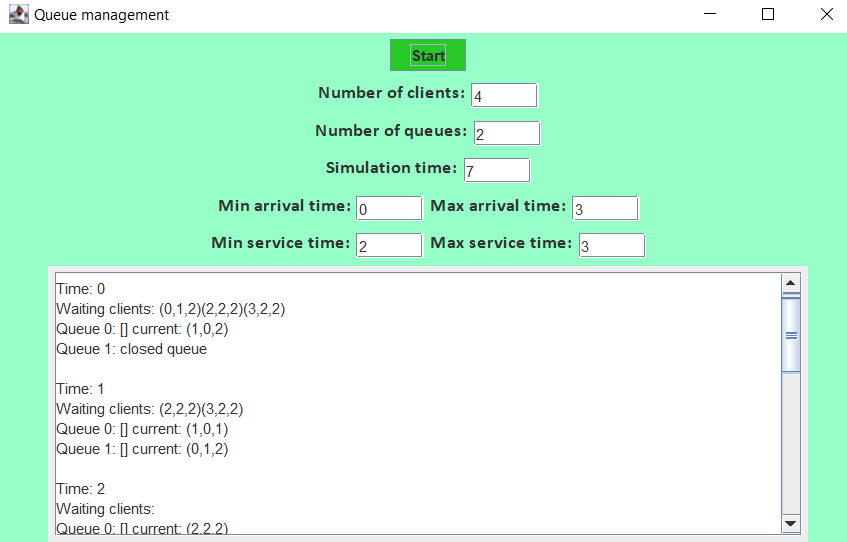 Queue management
Start
Number of clients: 4
Number of queues: 2
Simulation time: 7
Min arrival time: 0 Max arrival time: 3
Min service time: 2 Max service time: 3
Time: 0
Waiting clients: (0,1,2)(2,2,2)(3,2,2)
Queue 0: [] current: (1,0,2)
Queue 1: closed queue
Time: 1
Waiting clients: (2,2,2)(3,2,2)
Queue 0: [] current: (1,0,1)
Queue 1: [] current: (0,1,2)
Time: 2
Waiting clients:
Queue 0: [] current: (2,2,2)